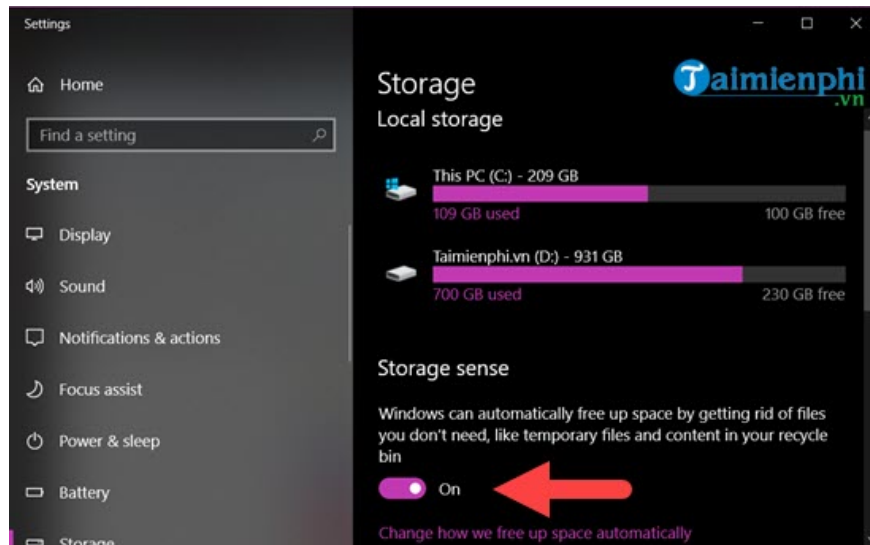 Settings
Home
Find a setting
System
Display
Sound
Notifications & actions
Focus assist
Power & sleep
Battery
Storage
Taimienphi
.vn
Storage
Local storage
This PC (C:) - 209 GB
109 GB used 100 GB free
Taimienphi.vn (D:) - 931 GB
700 GB used 230 GB free
Storage sense
Windows can automatically free up space by getting rid of files
you don't need, like temporary files and content in your recycle
bin
On
Change how we free up space automatically